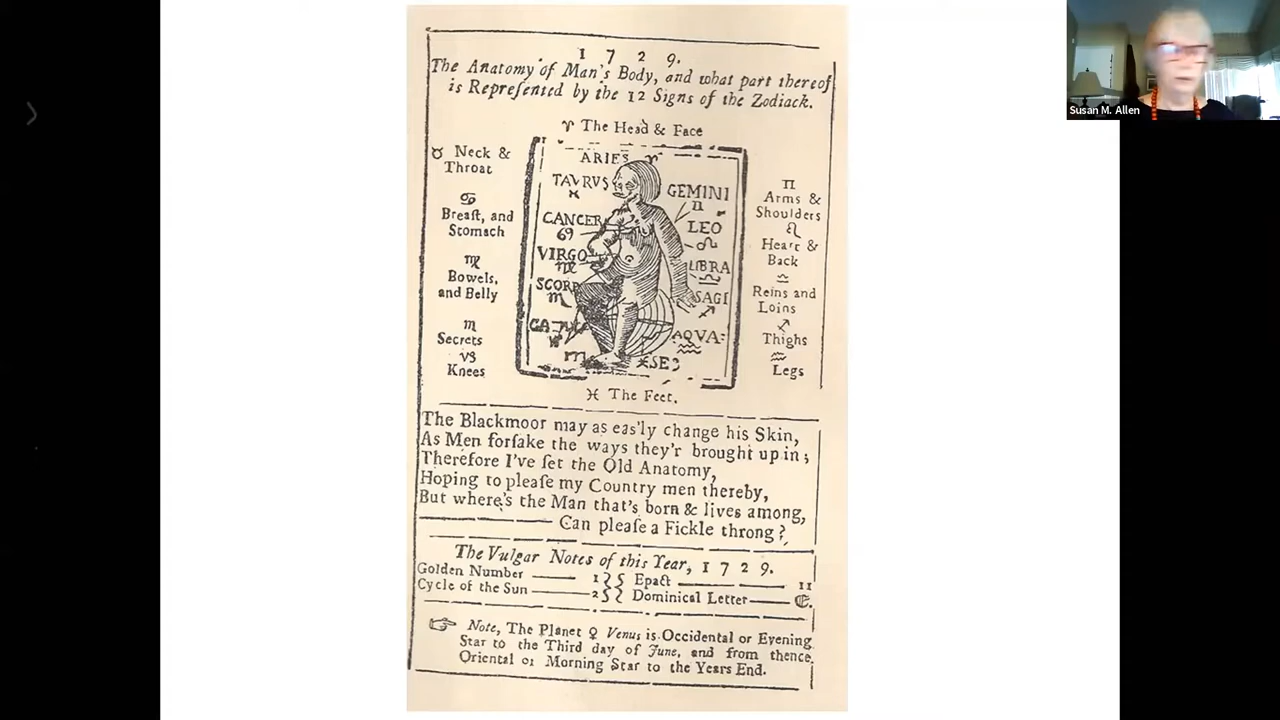 1 7 2 9.
The Anatomy of Man's Body, and what part thereof
is Repreſented by the 12 Signs of the Zodiack.
♈ The Head & Face
♉ Neck &
Throat
♋
Breaſt, and
Stomach
♍
Bowels,
and Belly
♏
Secrets
♑
Knees
ARIES ♈
TAVRVS
GEMINI
♊
CANCER
♋
LEO
♌
VIRGO
♍
LIBRA
♎
SCORP
♏
SAGI
♐
AQVA:
♒
♊
Arms &
Shoulders
♌
Heart &
Back
♎
Reins and
Loins
♐
Thighs
♒
Legs
♓ The Feet.
The Blackmoor may as eas'ly change his Skin,
As Men forſake the ways they'r brought up in;
Therefore I've ſet the Old Anatomy,
Hoping to pleaſe my Country men thereby,
But where's the Man that's born & lives among,
Can pleaſe a Fickle throng?
The Vulgar Notes of this Year, 1 7 2 9.
Golden Number 1 Epact 11
Cycle of the Sun 2 Dominical Letter E.
☞ Note, The Planet ♀ Venus is Occidental or Evening
Star to the Third day of June, and from thence
Oriental or Morning Star to the Years End.
Susan M. Allen